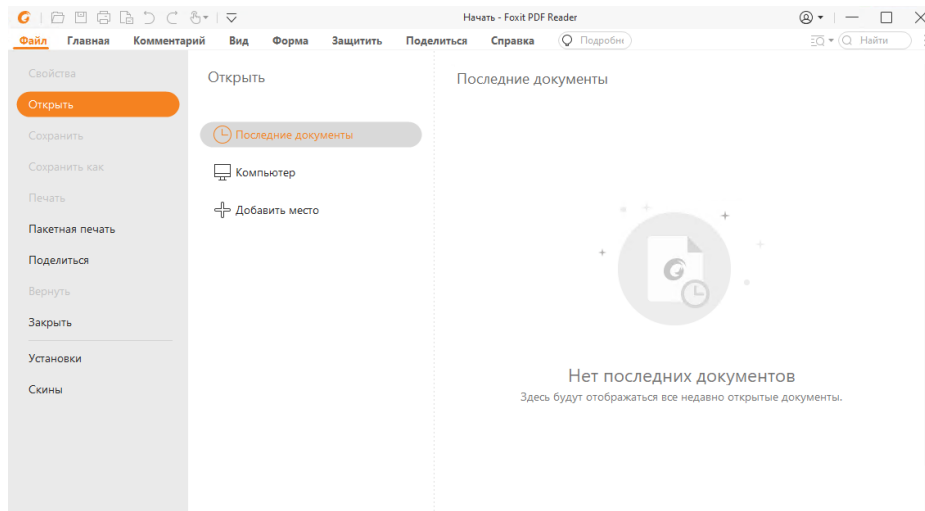 Начать - Foxit PDF Reader
Файл Главная Комментарий Вид Форма Защитить Поделиться Справка Подробне Найти
Свойства
Открыть
Сохранить
Сохранить как
Печать
Пакетная печать
Поделиться
Вернуть
Закрыть
Установки
Скины
Открыть
Последние документы
Компьютер
Добавить место
Последние документы
Нет последних документов
Здесь будут отображаться все недавно открытые документы.